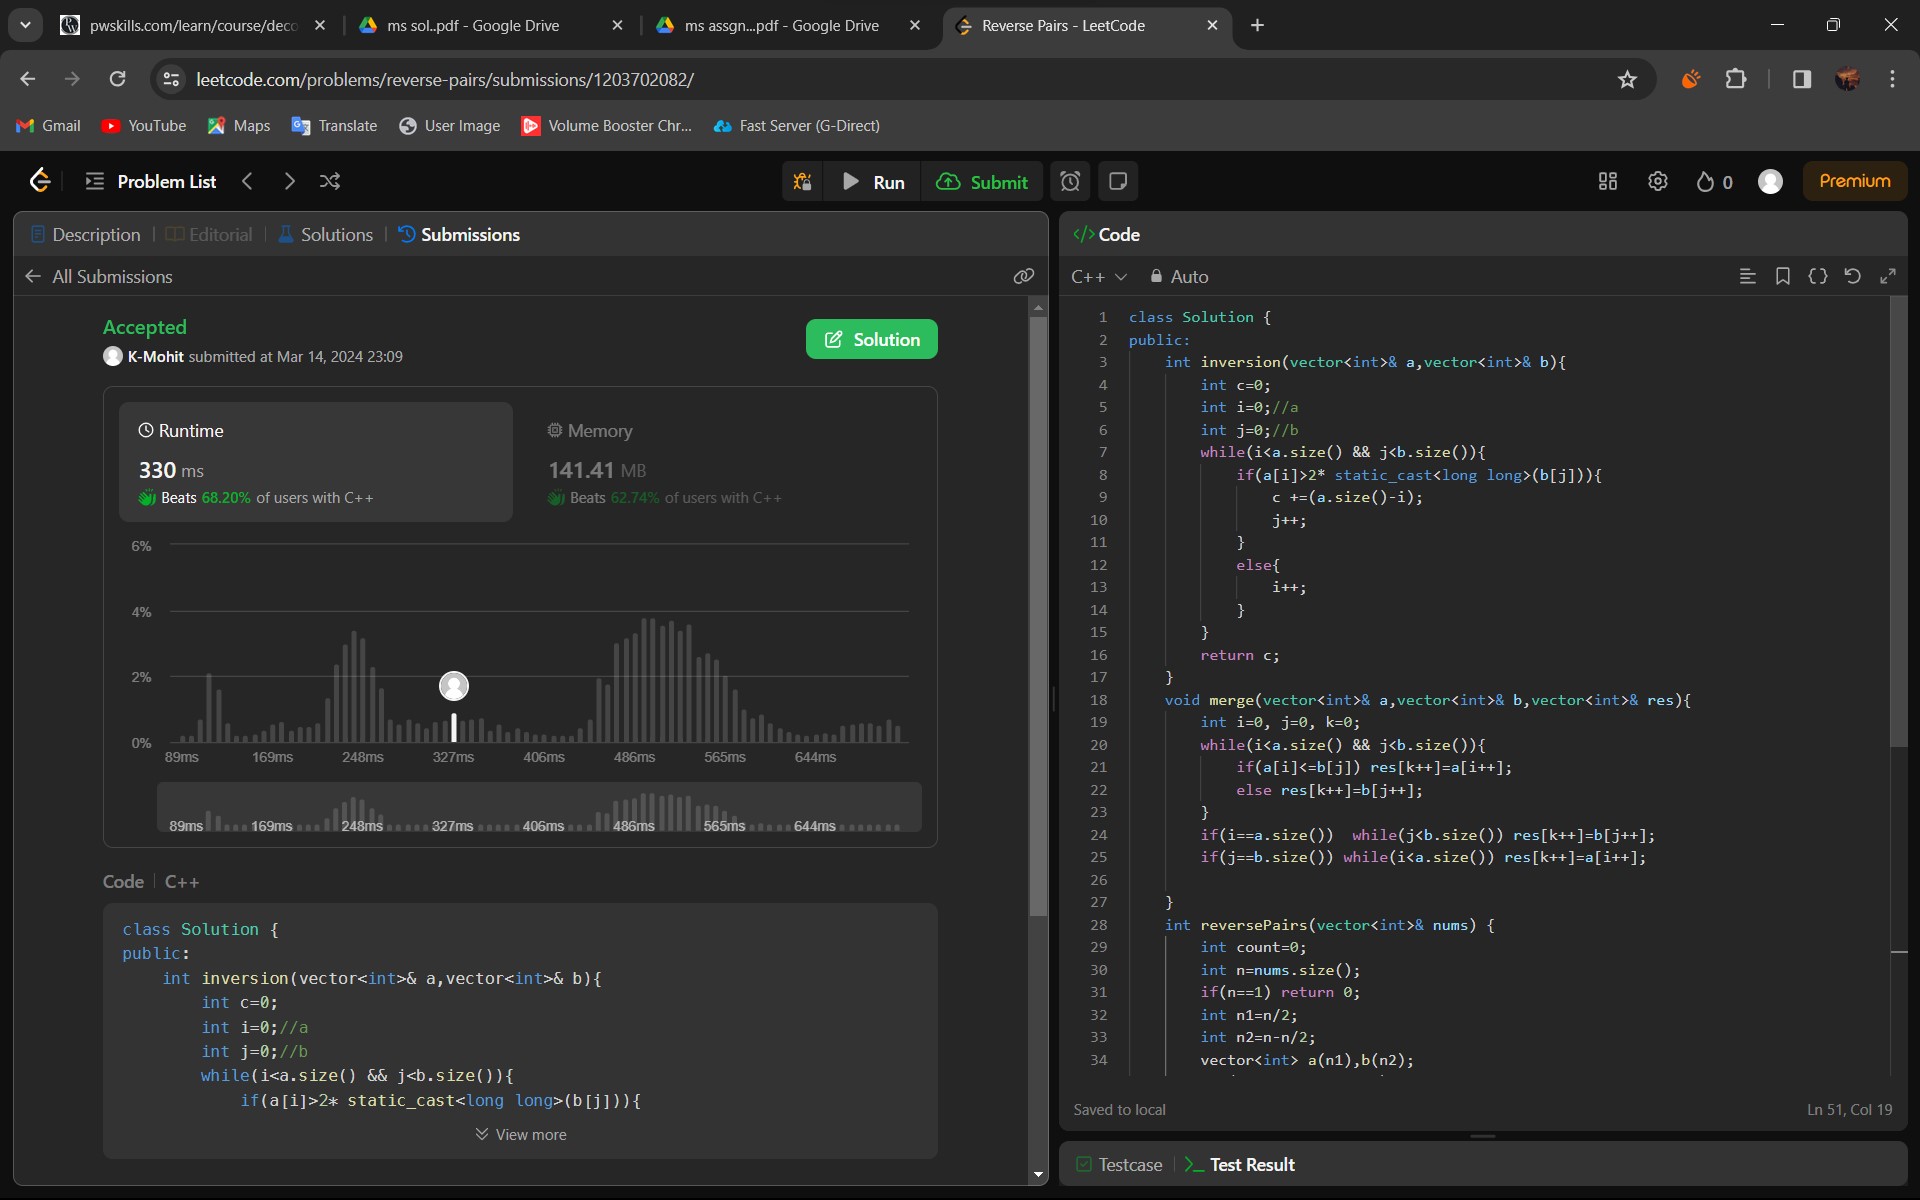 pwskills.com/learn/course/deco
ms sol..pdf - Google Drive
ms assgn...pdf - Google Drive
Reverse Pairs - LeetCode
leetcode.com/problems/reverse-pairs/submissions/1203702082/
Gmail
YouTube
Maps
Translate
User Image
Volume Booster Chr...
Fast Server (G-Direct)
Problem List
Run
Submit
0
Premium
Description
Editorial
Solutions
Submissions
All Submissions
Accepted
K-Mohit submitted at Mar 14, 2024 23:09
Solution
Runtime
330 ms
Beats 68.20% of users with C++
Memory
141.41 MB
Beats 62.74% of users with C++
6%
4%
2%
0%
89ms 169ms 248ms 327ms 406ms 486ms 565ms 644ms
89ms 169ms 248ms 327ms 406ms 486ms 565ms 644ms
Code C++
class Solution {
public:
    int inversion(vector<int>& a,vector<int>& b){
        int c=0;
        int i=0;//a
        int j=0;//b
        while(i<a.size() && j<b.size()){
            if(a[i]>2* static_cast<long long>(b[j])){
View more
</> Code
C++ Auto
1 class Solution {
2 public:
3     int inversion(vector<int>& a,vector<int>& b){
4         int c=0;
5         int i=0;//a
6         int j=0;//b
7         while(i<a.size() && j<b.size()){
8             if(a[i]>2* static_cast<long long>(b[j])){
9                 c +=(a.size()-i);
10                 j++;
11             }
12             else{
13                 i++;
14             }
15         }
16         return c;
17     }
18     void merge(vector<int>& a,vector<int>& b,vector<int>& res){
19         int i=0, j=0, k=0;
20         while(i<a.size() && j<b.size()){
21             if(a[i]<=b[j]) res[k++]=a[i++];
22             else res[k++]=b[j++];
23         }
24         if(i==a.size())  while(j<b.size()) res[k++]=b[j++];
25         if(j==b.size()) while(i<a.size()) res[k++]=a[i++];
26
27     }
28     int reversePairs(vector<int>& nums) {
29         int count=0;
30         int n=nums.size();
31         if(n==1) return 0;
32         int n1=n/2;
33         int n2=n-n/2;
34         vector<int> a(n1),b(n2);
Saved to local
Ln 51, Col 19
Testcase
Test Result